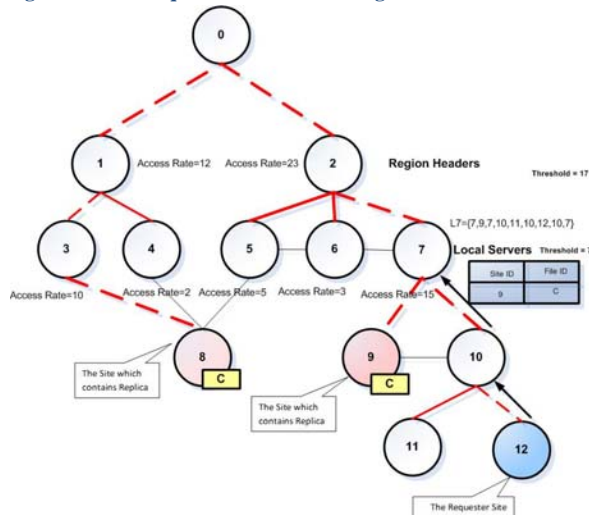 0
1
Access Rate=12
Access Rate=23
2
Region Headers
Threshold = 17
L7={7,9,7,10,11,10,12,10,7}
3
4
5
6
7
Local Servers
Access Rate=10
Access Rate=2
Access Rate=5
Access Rate=3
Access Rate=15
Site ID
File ID
9
C
8
C
The Site which
contains Replica
9
C
The Site which
contains Replica
10
11
12
The Requester Site